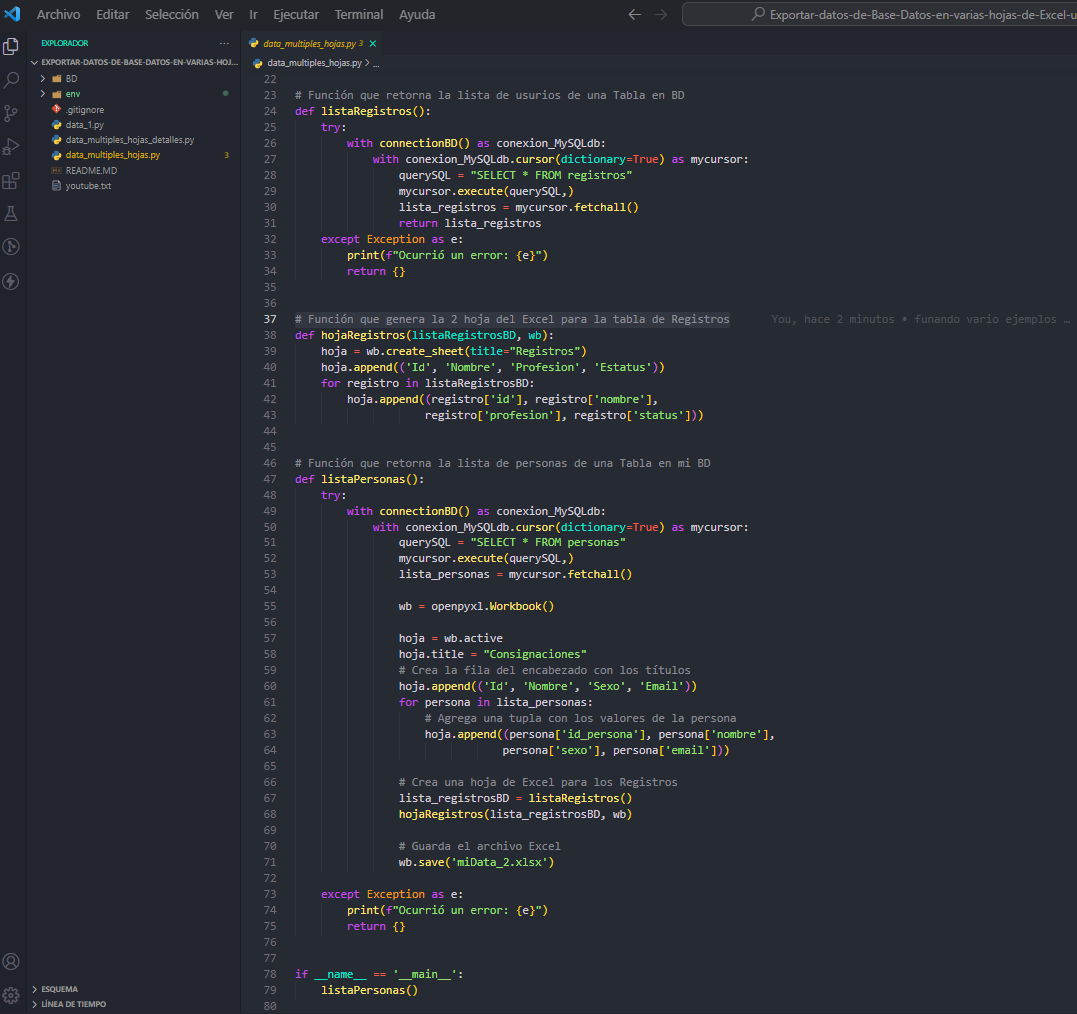 Archivo Editar Selección Ver Ir Ejecutar Terminal Ayuda
Exportar-datos-de-Base-Datos-en-varias-hojas-de-Excel-u
EXPLORADOR
EXPORTAR-DATOS-DE-BASE-DATOS-EN-VARIAS-HOJ...
BD
env
.gitignore
data_1.py
data_multiples_hojas_detalles.py
data_multiples_hojas.py 3
README.MD
youtube.txt
ESQUEMA
LÍNEA DE TIEMPO
data_multiples_hojas.py 3
data_multiples_hojas.py > ...
22
23 # Función que retorna la lista de usurios de una Tabla en BD
24 def listaRegistros():
25 try:
26 with connectionBD() as conexion_MySQLdb:
27 with conexion_MySQLdb.cursor(dictionary=True) as mycursor:
28 querySQL = "SELECT * FROM registros"
29 mycursor.execute(querySQL,)
30 lista_registros = mycursor.fetchall()
31 return lista_registros
32 except Exception as e:
33 print(f"Ocurrió un error: {e}")
34 return {}
35
36
37 # Función que genera la 2 hoja del Excel para la tabla de Registros You, hace 2 minutos • funando vario ejemplos …
38 def hojaRegistros(listaRegistrosBD, wb):
39 hoja = wb.create_sheet(title="Registros")
40 hoja.append(('Id', 'Nombre', 'Profesion', 'Estatus'))
41 for registro in listaRegistrosBD:
42 hoja.append((registro['id'], registro['nombre'],
43 registro['profesion'], registro['status']))
44
45
46 # Función que retorna la lista de personas de una Tabla en mi BD
47 def listaPersonas():
48 try:
49 with connectionBD() as conexion_MySQLdb:
50 with conexion_MySQLdb.cursor(dictionary=True) as mycursor:
51 querySQL = "SELECT * FROM personas"
52 mycursor.execute(querySQL,)
53 lista_personas = mycursor.fetchall()
54
55 wb = openpyxl.Workbook()
56
57 hoja = wb.active
58 hoja.title = "Consignaciones"
59 # Crea la fila del encabezado con los títulos
60 hoja.append(('Id', 'Nombre', 'Sexo', 'Email'))
61 for persona in lista_personas:
62 # Agrega una tupla con los valores de la persona
63 hoja.append((persona['id_persona'], persona['nombre'],
64 persona['sexo'], persona['email']))
65
66 # Crea una hoja de Excel para los Registros
67 lista_registrosBD = listaRegistros()
68 hojaRegistros(lista_registrosBD, wb)
69
70 # Guarda el archivo Excel
71 wb.save('miData_2.xlsx')
72
73 except Exception as e:
74 print(f"Ocurrió un error: {e}")
75 return {}
76
77
78 if __name__ == '__main__':
79 listaPersonas()
80